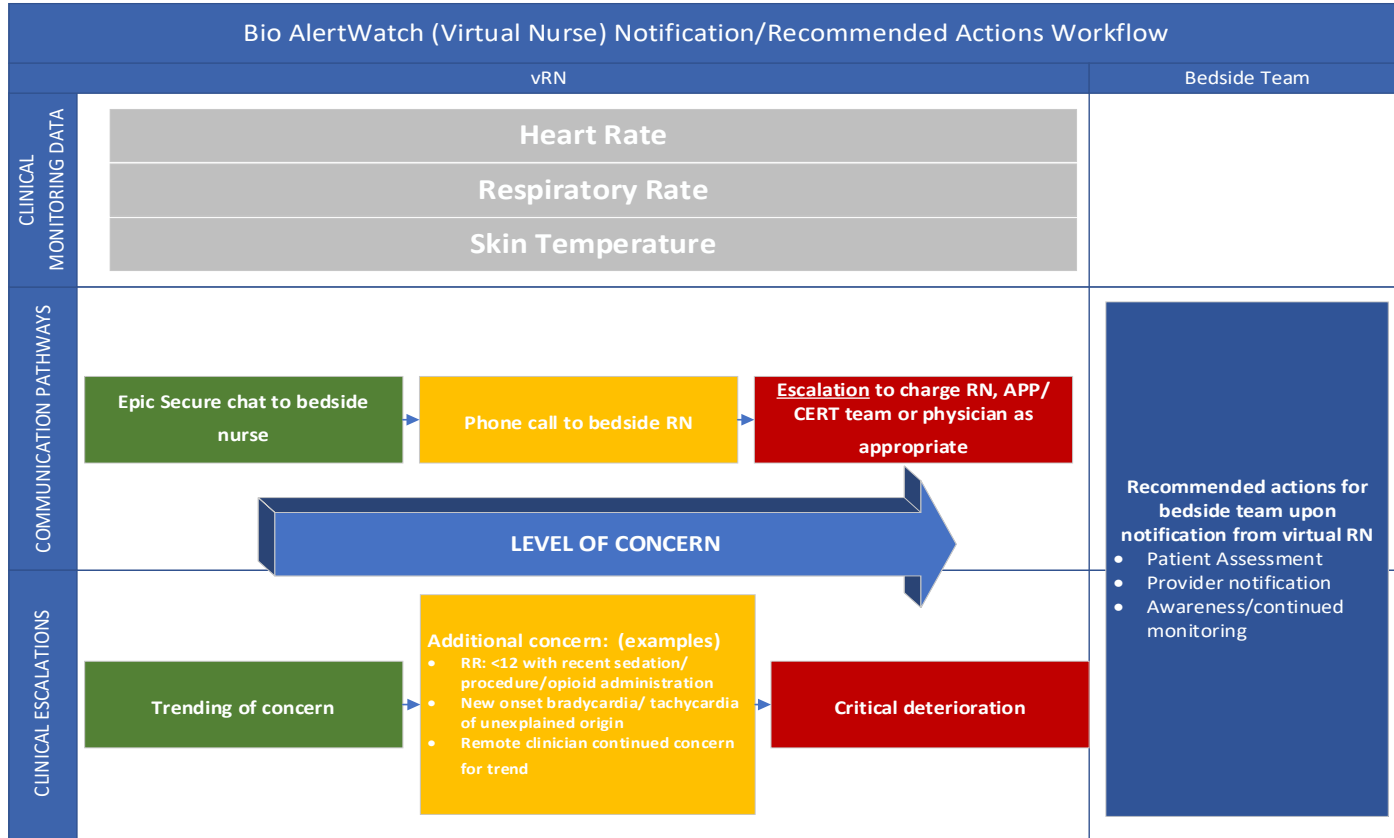 Bio AlertWatch (Virtual Nurse) Notification/Recommended Actions Workflow
vRN
Bedside Team
CLINICAL
MONITORING DATA
Heart Rate
Respiratory Rate
Skin Temperature
COMMUNICATION PATHWAYS
Epic Secure chat to bedside
nurse
Phone call to bedside RN
Escalation to charge RN, APP/
CERT team or physician as
appropriate
LEVEL OF CONCERN
CLINICAL ESCALATIONS
Trending of concern
Additional concern: (examples)
• RR: <12 with recent sedation/
procedure/opioid administration
• New onset bradycardia/ tachycardia
of unexplained origin
• Remote clinician continued concern
for trend
Critical deterioration
Recommended actions for
bedside team upon
notification from virtual RN
• Patient Assessment
• Provider notification
• Awareness/continued
monitoring